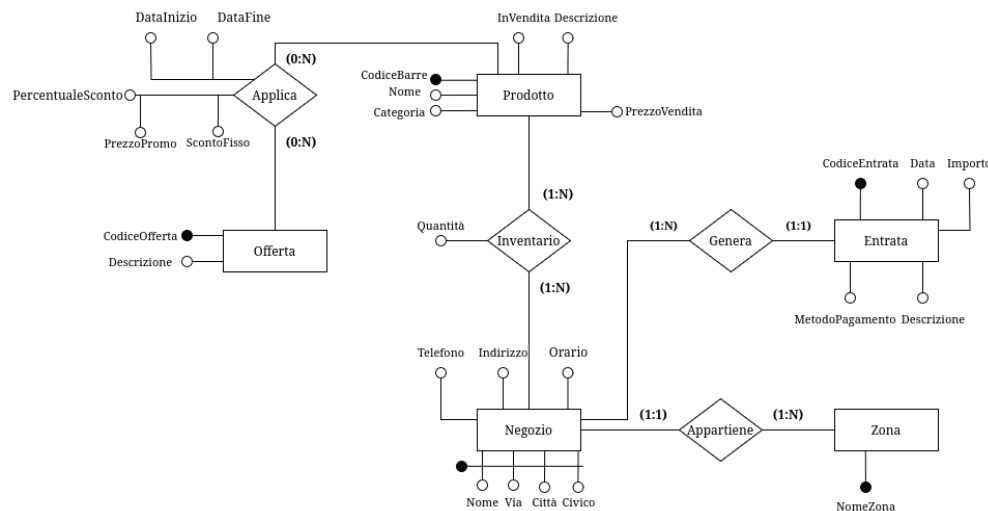 DataInizio DataFine
InVendita Descrizione
(0:N)
CodiceBarre
Nome
Categoria
PercentualeSconto
Applica
Prodotto
PrezzoVendita
PrezzoPromo ScontoFisso
(0:N)
CodiceEntrata Data Importo
(1:N)
Quantità
(1:N) (1:1)
CodiceOfferta
Descrizione
Offerta
Inventario
Genera
Entrata
(1:N)
MetodoPagamento Descrizione
Telefono Indirizzo Orario
(1:1) (1:N)
Negozio
Appartiene
Zona
Nome Via Città Civico
NomeZona